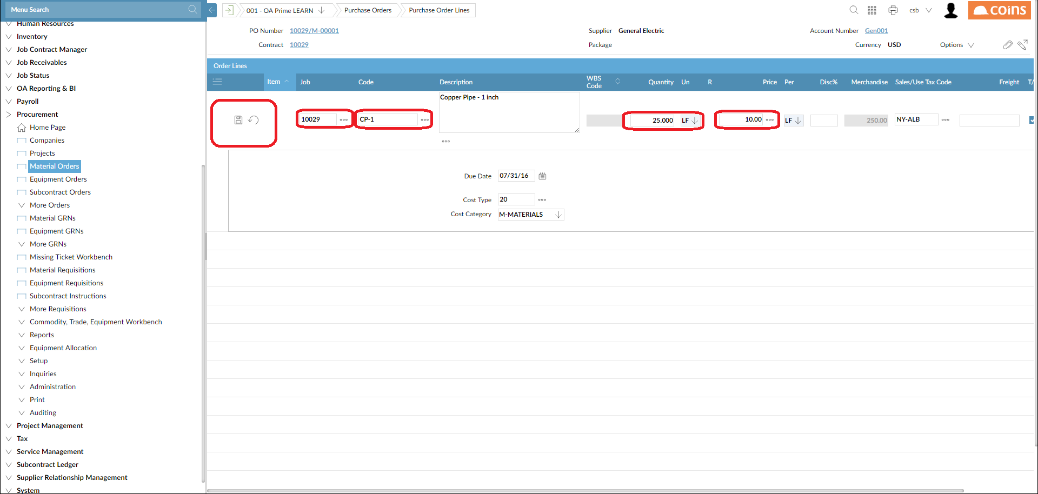 Menu Search
001 - OA Prime LEARN
Purchase Orders
Purchase Order Lines
csb
COINS
Human Resources
Inventory
Job Contract Manager
Job Receivables
Job Status
OA Reporting & BI
Payroll
Procurement
Home Page
Companies
Projects
Material Orders
Equipment Orders
Subcontract Orders
More Orders
Material GRNs
Equipment GRNs
More GRNs
Missing Ticket Workbench
Material Requisitions
Equipment Requisitions
Subcontract Instructions
More Requisitions
Commodity, Trade, Equipment Workbench
Reports
Equipment Allocation
Setup
Inquiries
Administration
Print
Auditing
Project Management
Tax
Service Management
Subcontract Ledger
Supplier Relationship Management
System
PO Number 10029/M-00001
Supplier General Electric
Account Number Gen001
Contract 10029
Package
Currency USD
Options
Order Lines
Item Job Code Description WBS Code Quantity Un R Price Per Disc% Merchandise Sales/Use Tax Code Freight T/
10029 CP-1 Copper Pipe - 1 inch 25.000 LF 10.00 LF 250.00 NY-ALB
Due Date 07/31/16
Cost Type 20
Cost Category M-MATERIALS